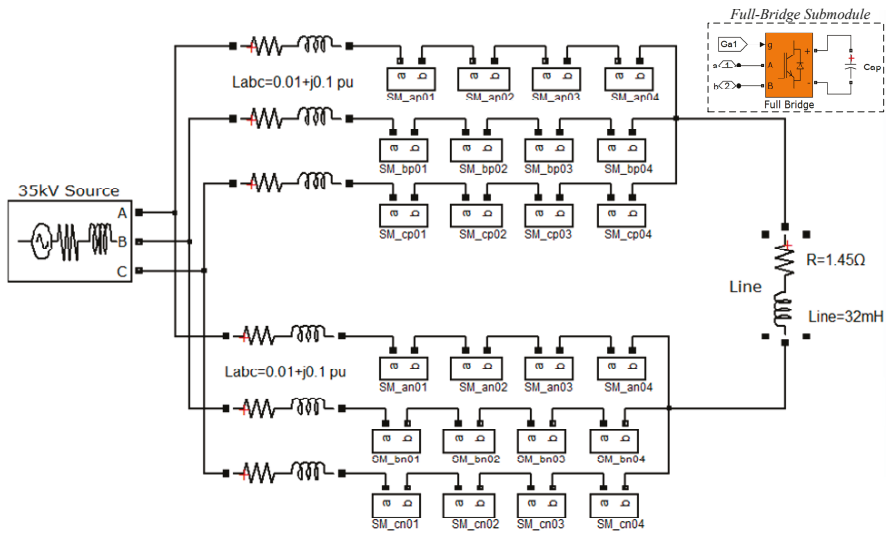 Full-Bridge Submodule
Ga1
g
+
a
1
A
Cap
b
2
B
-
Full Bridge
Labc=0.01+j0.1 pu
a b a b a b a b
SM_ap01 SM_ap02 SM_ap03 SM_ap04
a b a b a b a b
SM_bp01 SM_bp02 SM_bp03 SM_bp04
a b a b a b a b
SM_cp01 SM_cp02 SM_cp03 SM_cp04
35kV Source
A
B
C
Line
R=1.45Ω
Line=32mH
Labc=0.01+j0.1 pu
a b a b a b a b
SM_an01 SM_an02 SM_an03 SM_an04
a b a b a b a b
SM_bn01 SM_bn02 SM_bn03 SM_bn04
a b a b a b a b
SM_cn01 SM_cn02 SM_cn03 SM_cn04